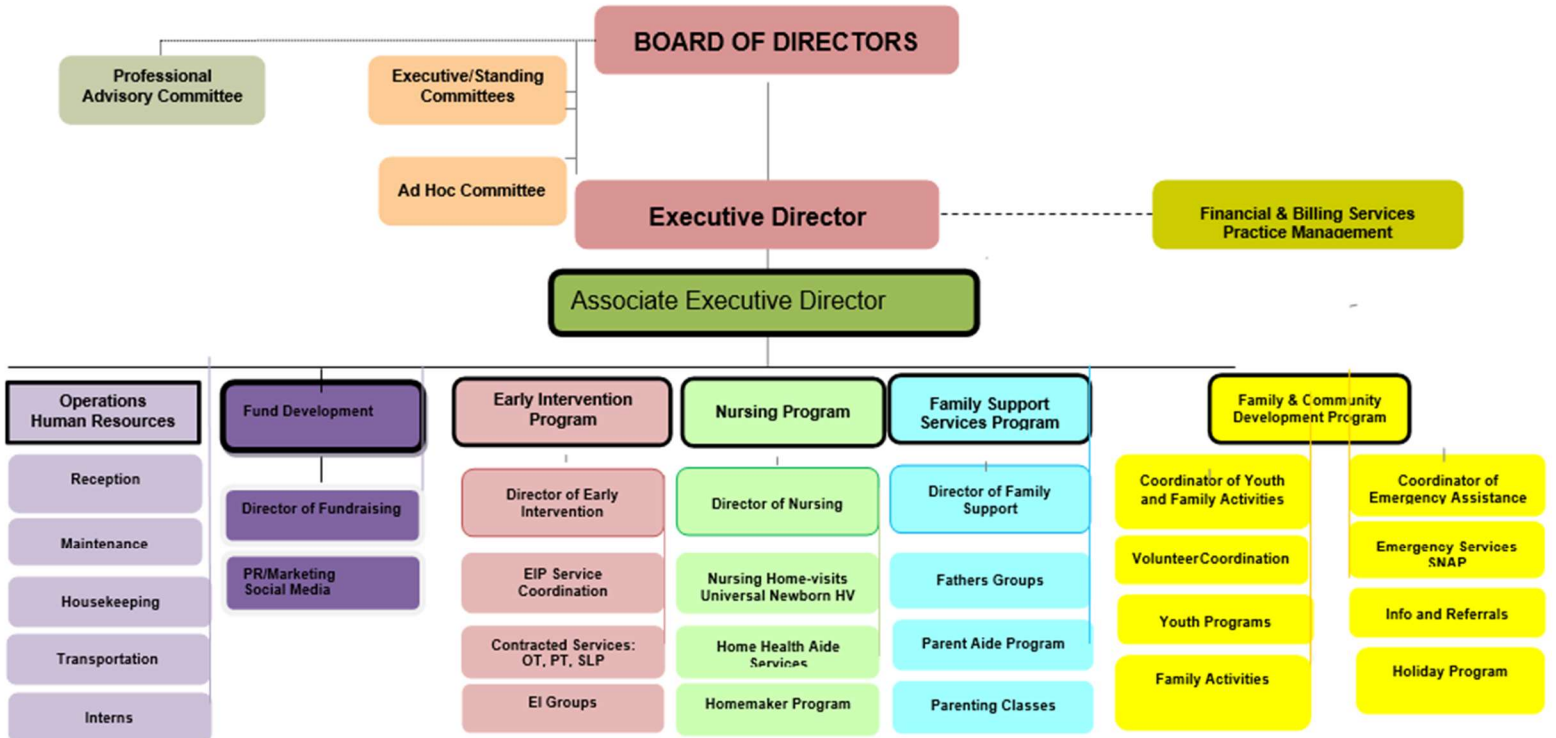 BOARD OF DIRECTORS
Professional
Advisory Committee
Executive/Standing
Committees
Ad Hoc Committee
Executive Director
Financial & Billing Services
Practice Management
Associate Executive Director
Operations
Human Resources
Reception
Maintenance
Housekeeping
Transportation
Interns
Fund Development
Director of Fundraising
PR/Marketing
Social Media
Early Intervention
Program
Director of Early
Intervention
EIP Service
Coordination
Contracted Services:
OT, PT, SLP
EI Groups
Nursing Program
Director of Nursing
Nursing Home-visits
Universal Newborn HV
Home Health Aide
Services
Homemaker Program
Family Support
Services Program
Director of Family
Support
Fathers Groups
Parent Aide Program
Parenting Classes
Family & Community
Development Program
Coordinator of Youth
and Family Activities
VolunteerCoordination
Youth Programs
Family Activities
Coordinator of
Emergency Assistance
Emergency Services
SNAP
Info and Referrals
Holiday Program